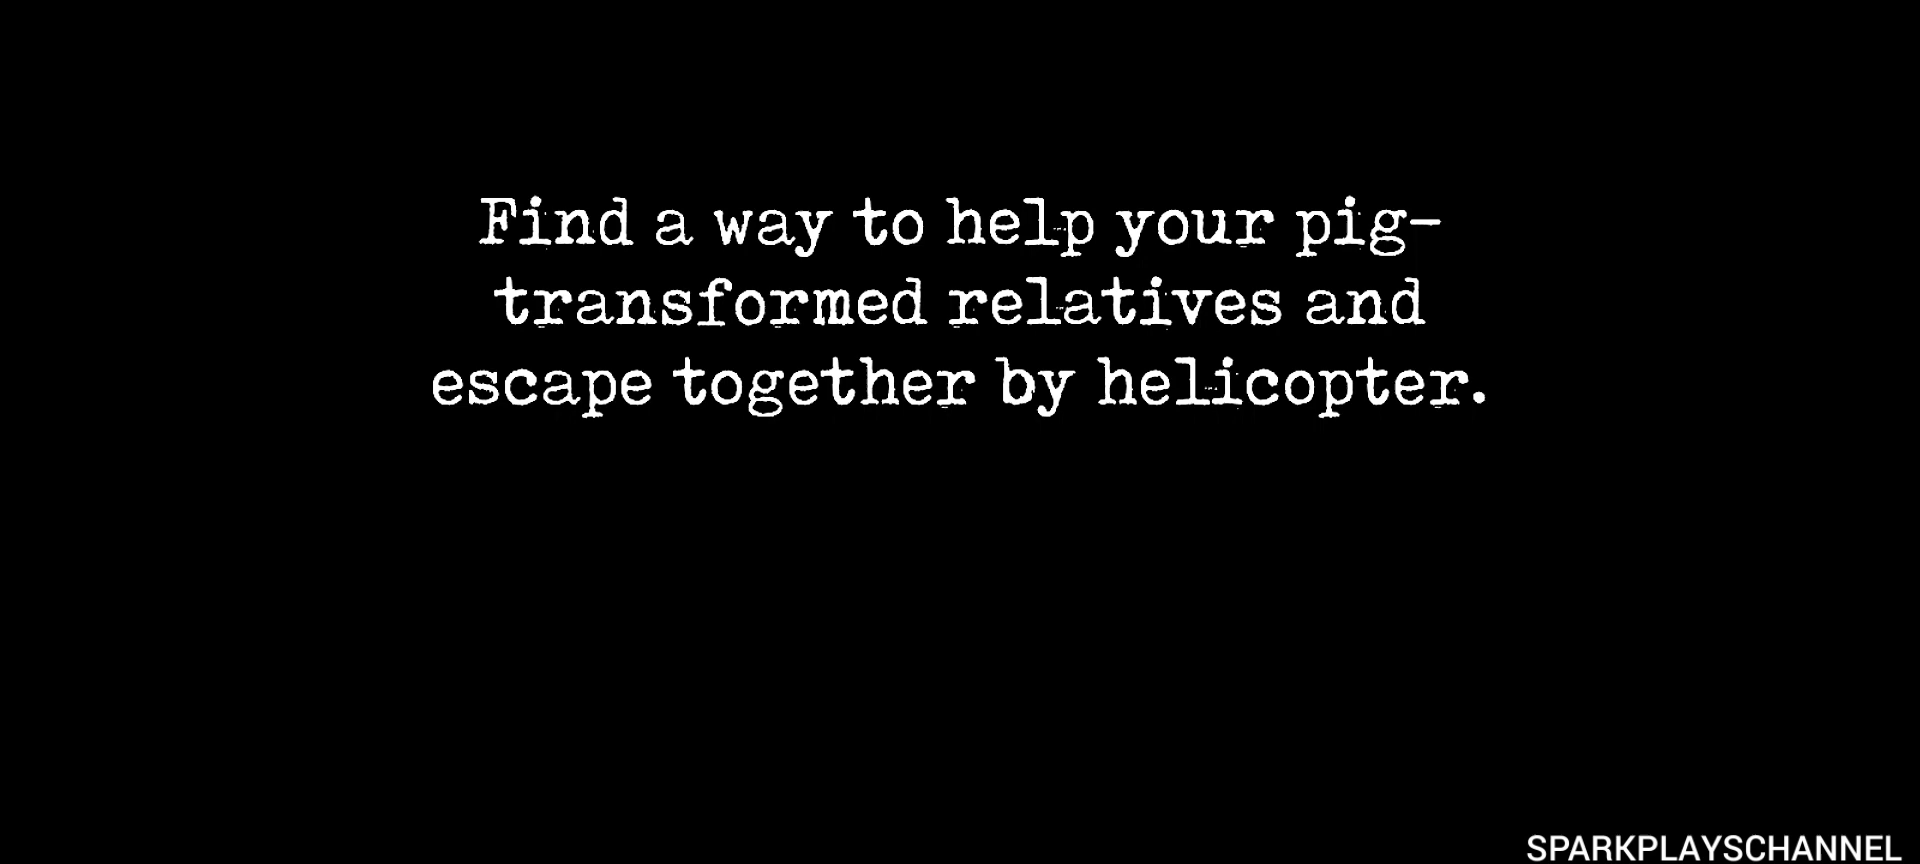 Find a way to help your pig-
transformed relatives and
escape together by helicopter.
SPARKPLAYSCHANNEL